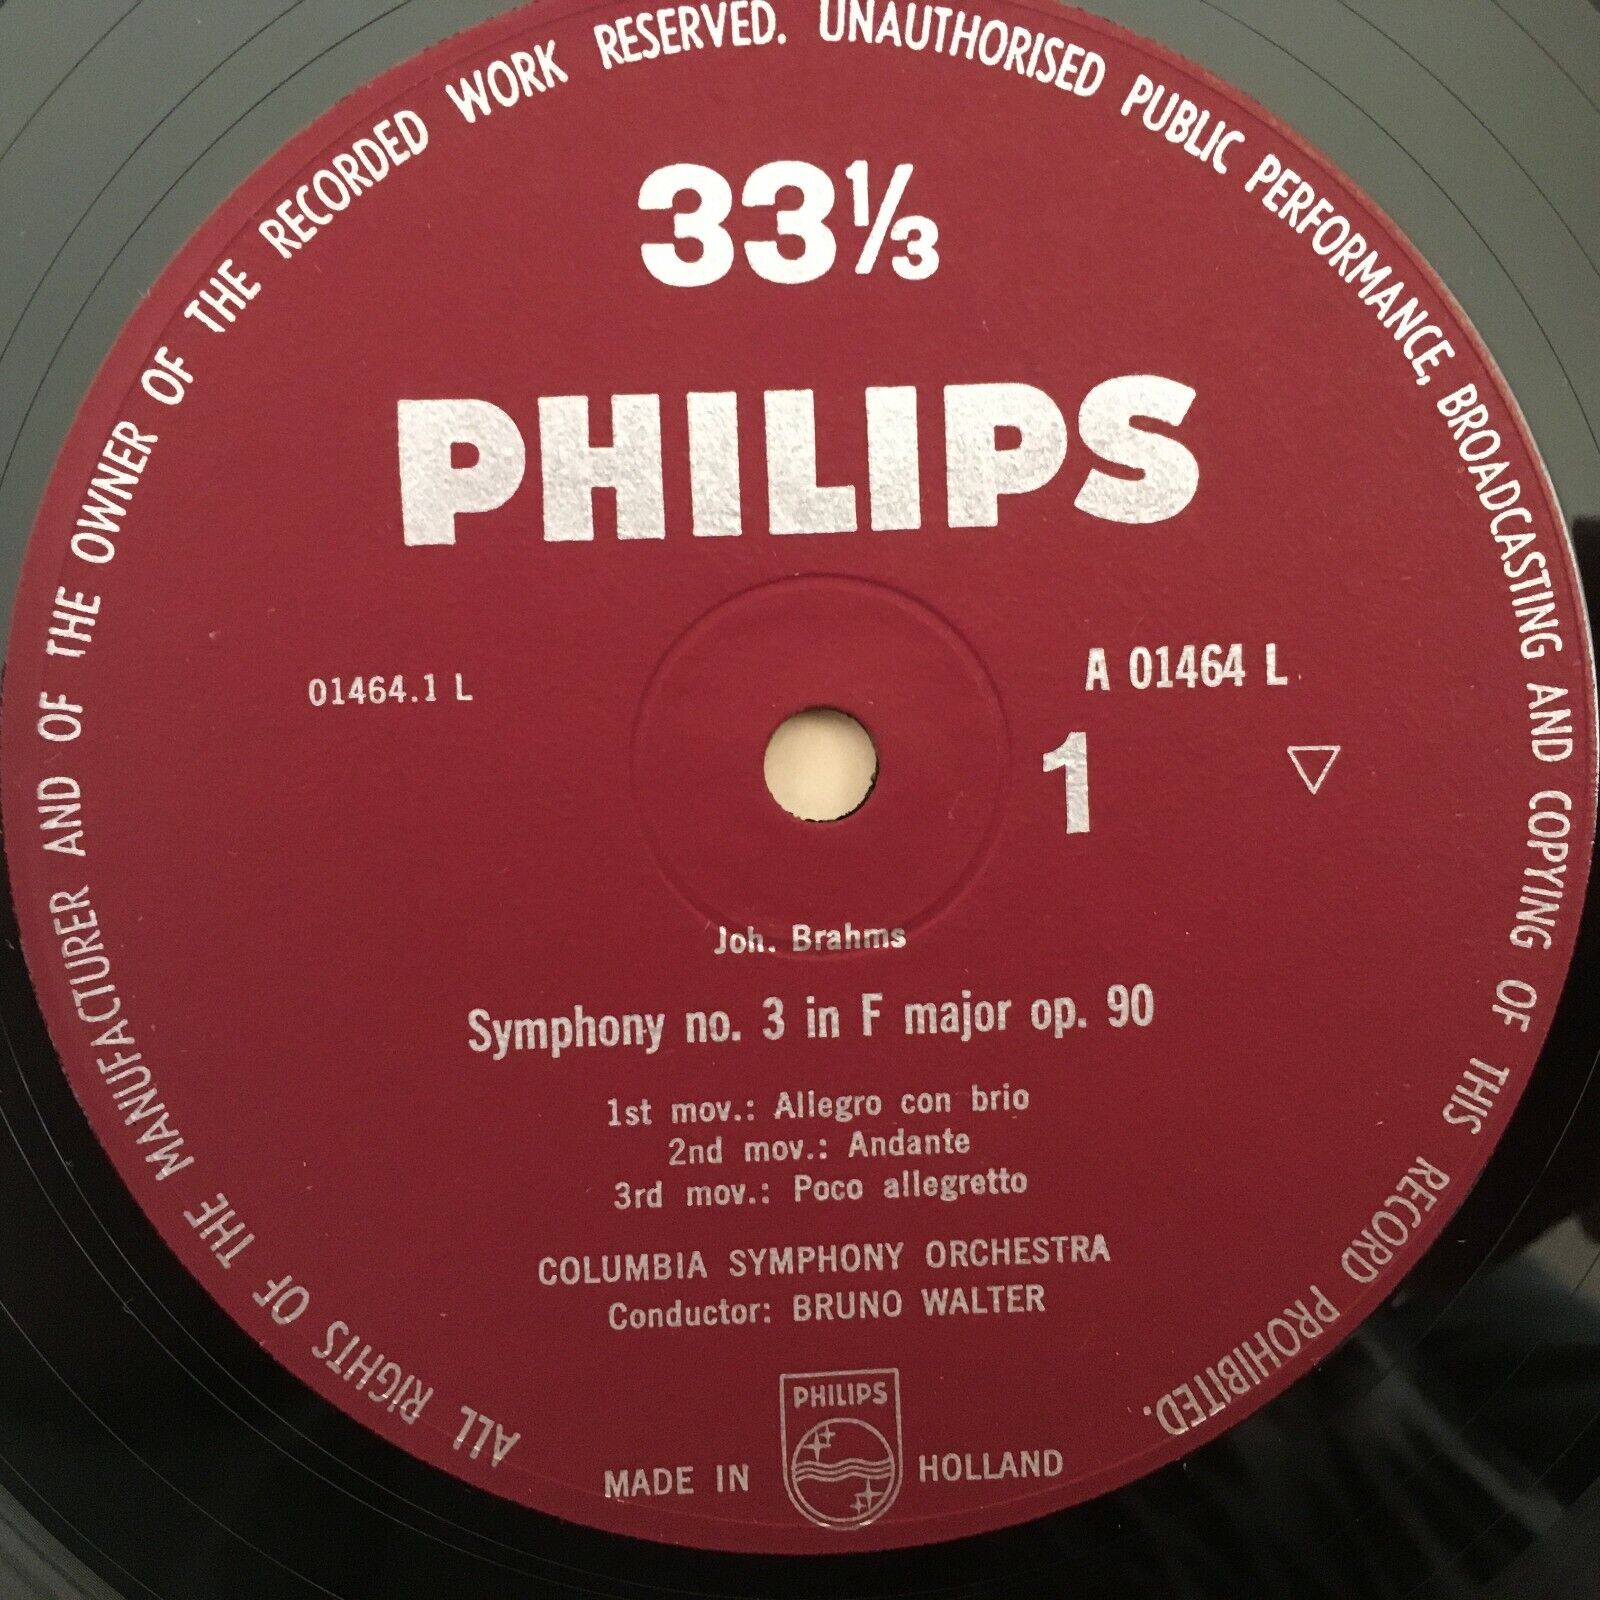 ALL RIGHTS OF THE MANUFACTURER AND OF THE OWNER OF THE RECORDED WORK RESERVED. UNAUTHORISED PUBLIC PERFORMANCE, BROADCASTING AND COPYING OF THIS RECORD PROHIBITED.
33⅓
PHILIPS
01464.1 L
A 01464 L
1
Joh. Brahms
Symphony no. 3 in F major op. 90
1st mov.: Allegro con brio
2nd mov.: Andante
3rd mov.: Poco allegretto
COLUMBIA SYMPHONY ORCHESTRA
Conductor: BRUNO WALTER
PHILIPS
MADE IN HOLLAND